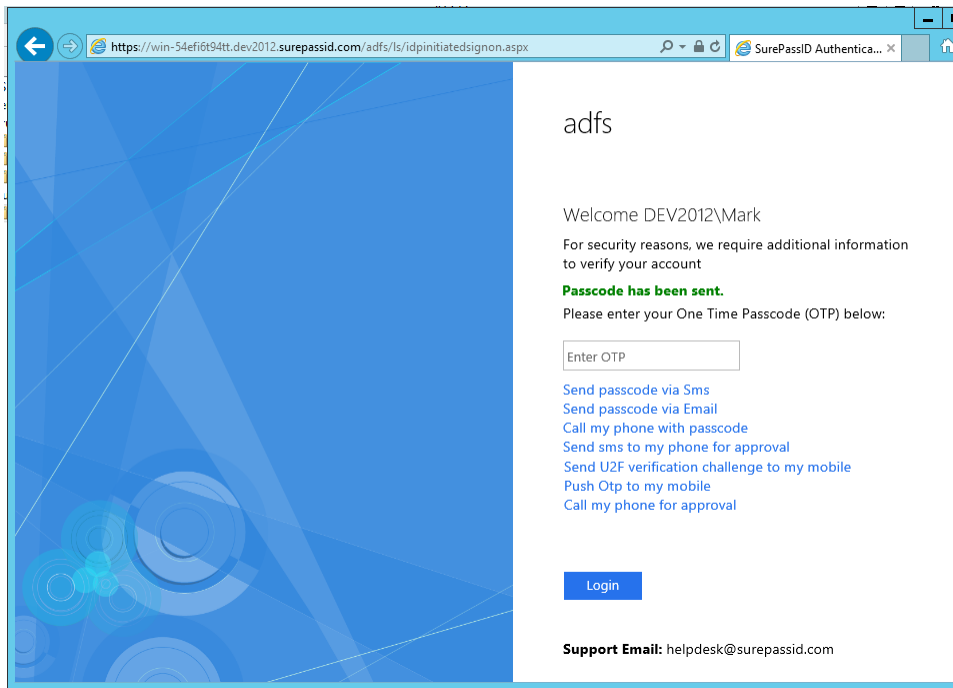 https://win-54efi6t94tt.dev2012.surepassid.com/adfs/ls/idpinitiatedsignon.aspx
SurePassID Authentica...
adfs
Welcome DEV2012\Mark
For security reasons, we require additional information
to verify your account
Passcode has been sent.
Please enter your One Time Passcode (OTP) below:
Enter OTP
Send passcode via Sms
Send passcode via Email
Call my phone with passcode
Send sms to my phone for approval
Send U2F verification challenge to my mobile
Push Otp to my mobile
Call my phone for approval
Login
Support Email: helpdesk@surepassid.com